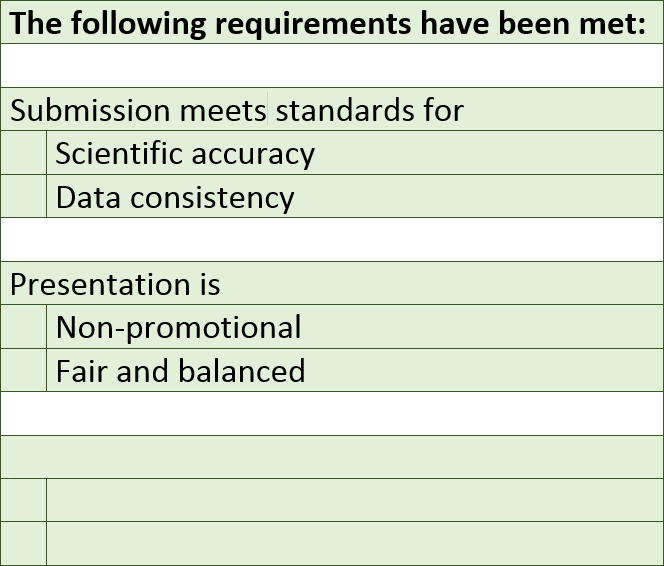 The following requirements have been met:
Submission meets standards for
Scientific accuracy
Data consistency
Presentation is
Non-promotional
Fair and balanced